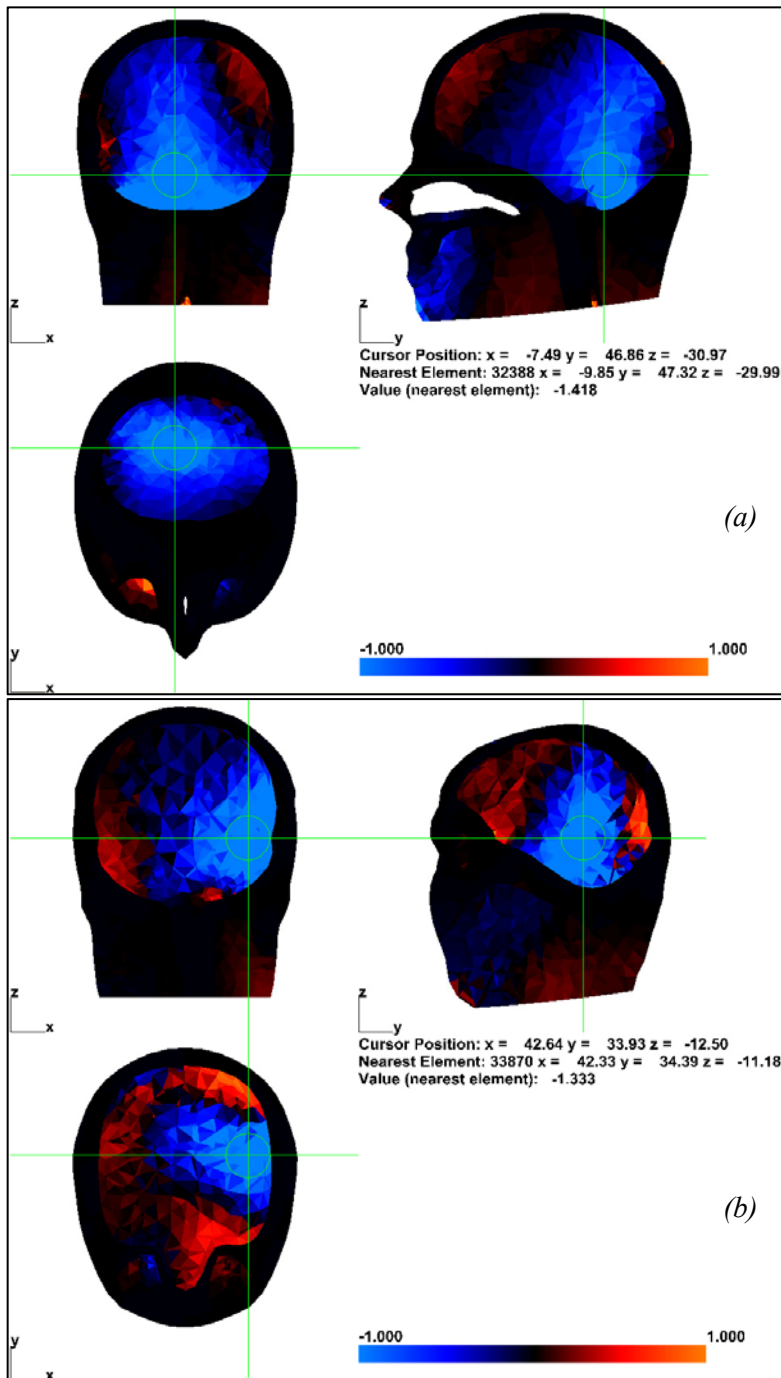 z
x
z
y
Cursor Position: x = -7.49 y = 46.86 z = -30.97
Nearest Element: 32388 x = -9.85 y = 47.32 z = -29.99
Value (nearest element): -1.418
(a)
y
x
-1.000 1.000
z
x
z
y
Cursor Position: x = 42.64 y = 33.93 z = -12.50
Nearest Element: 33870 x = 42.33 y = 34.39 z = -11.18
Value (nearest element): -1.333
(b)
y
x
-1.000 1.000